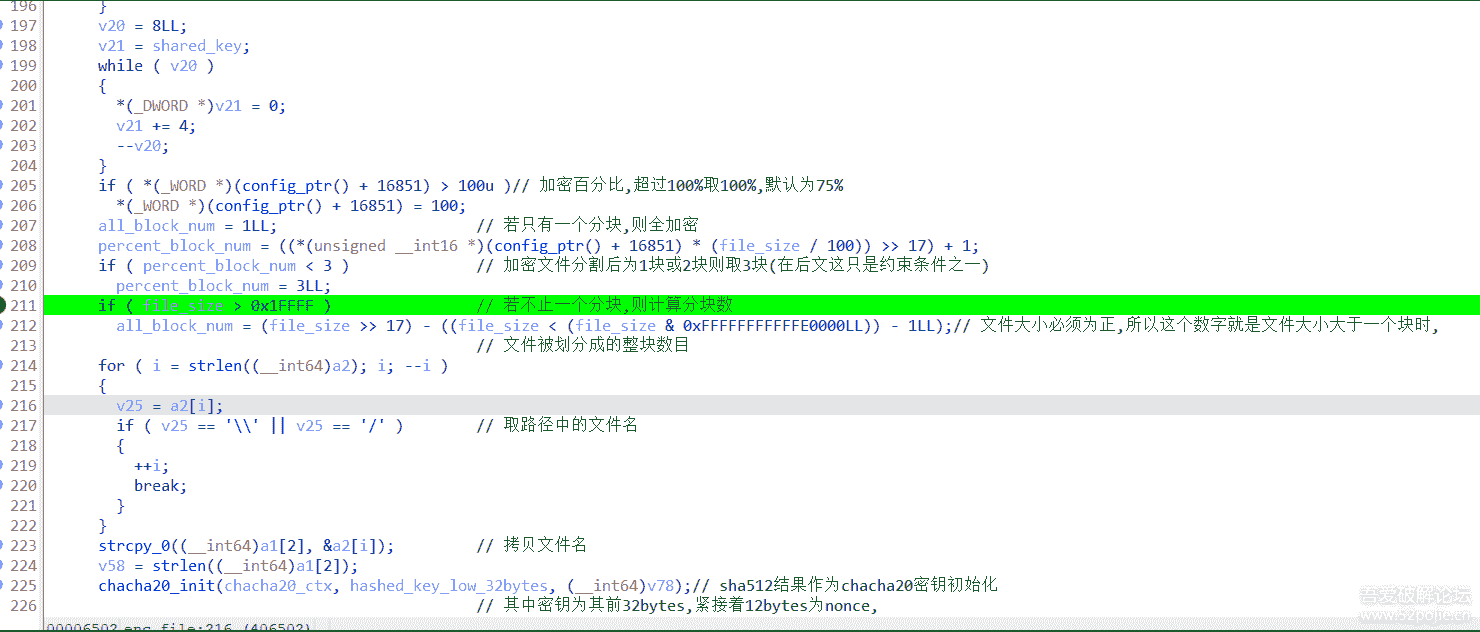 196 }
197 v20 = 8LL;
198 v21 = shared_key;
199 while ( v20 )
200 {
201 *(_DWORD *)v21 = 0;
202 v21 += 4;
203 --v20;
204 }
205 if ( *(_WORD *)(config_ptr() + 16851) > 100u )// 加密百分比,超过100%取100%,默认为75%
206 *(_WORD *)(config_ptr() + 16851) = 100;
207 all_block_num = 1LL; // 若只有一个分块,则全加密
208 percent_block_num = ((*(unsigned __int16 *)(config_ptr() + 16851) * (file_size / 100)) >> 17) + 1;
209 if ( percent_block_num < 3 ) // 加密文件分割后为1块或2块则取3块(在后文这只是约束条件之一)
210 percent_block_num = 3LL;
211 if ( file_size > 0x1FFFF ) // 若不止一个分块,则计算分块数
212 all_block_num = (file_size >> 17) - ((file_size < (file_size & 0xFFFFFFFFFFFE0000LL)) - 1LL);// 文件大小必须为正,所以这个数字就是文件大小大于一个块时,
213 // 文件被划分成的整块数目
214 for ( i = strlen((__int64)a2); i; --i )
215 {
216 v25 = a2[i];
217 if ( v25 == '\\' || v25 == '/' ) // 取路径中的文件名
218 {
219 ++i;
220 break;
221 }
222 }
223 strcpy_0((__int64)a1[2], &a2[i]); // 拷贝文件名
224 v58 = strlen((__int64)a1[2]);
225 chacha20_init(chacha20_ctx, hashed_key_low_32bytes, (__int64)v78);// sha512结果作为chacha20密钥初始化
226 // 其中密钥为其前32bytes,紧接着12bytes为nonce,
吾爱破解论坛
www.52pojie.cn
00006502 enc_file:216 (406502)